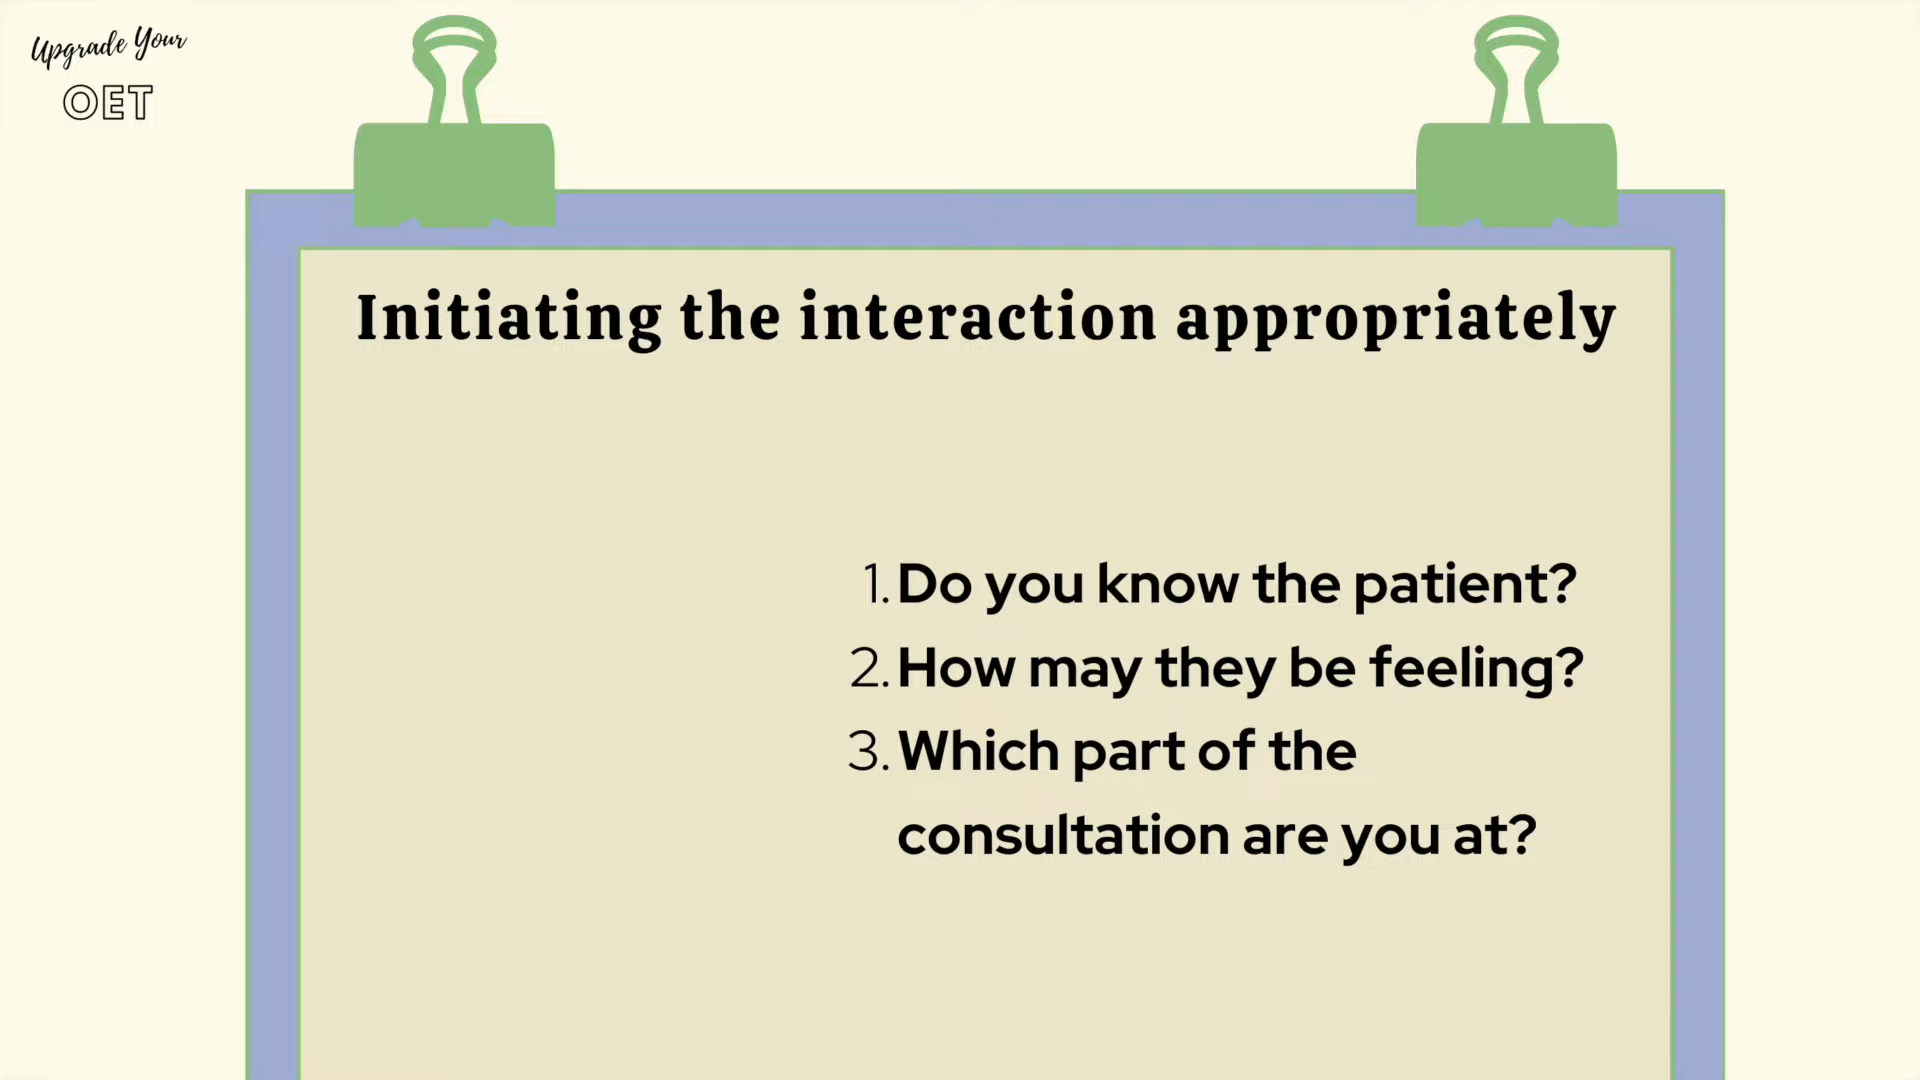 Upgrade Your
OET
Initiating the interaction appropriately
1. Do you know the patient?
2. How may they be feeling?
3. Which part of the
consultation are you at?